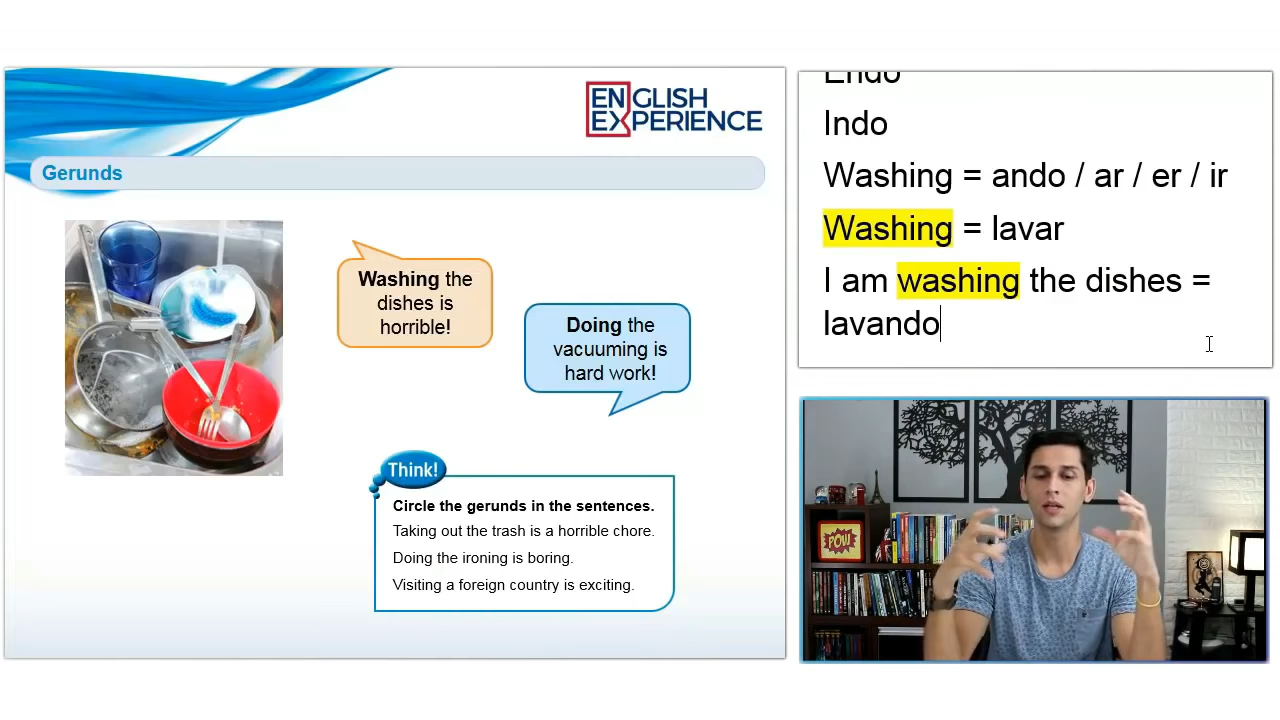 ENGLISH
EXPERIENCE
Gerunds
Washing the
dishes is
horrible!
Doing the
vacuuming is
hard work!
Think!
Circle the gerunds in the sentences.
Taking out the trash is a horrible chore.
Doing the ironing is boring.
Visiting a foreign country is exciting.
Endo
Indo
Washing = ando / ar / er / ir
Washing = lavar
I am washing the dishes =
lavando
POW!